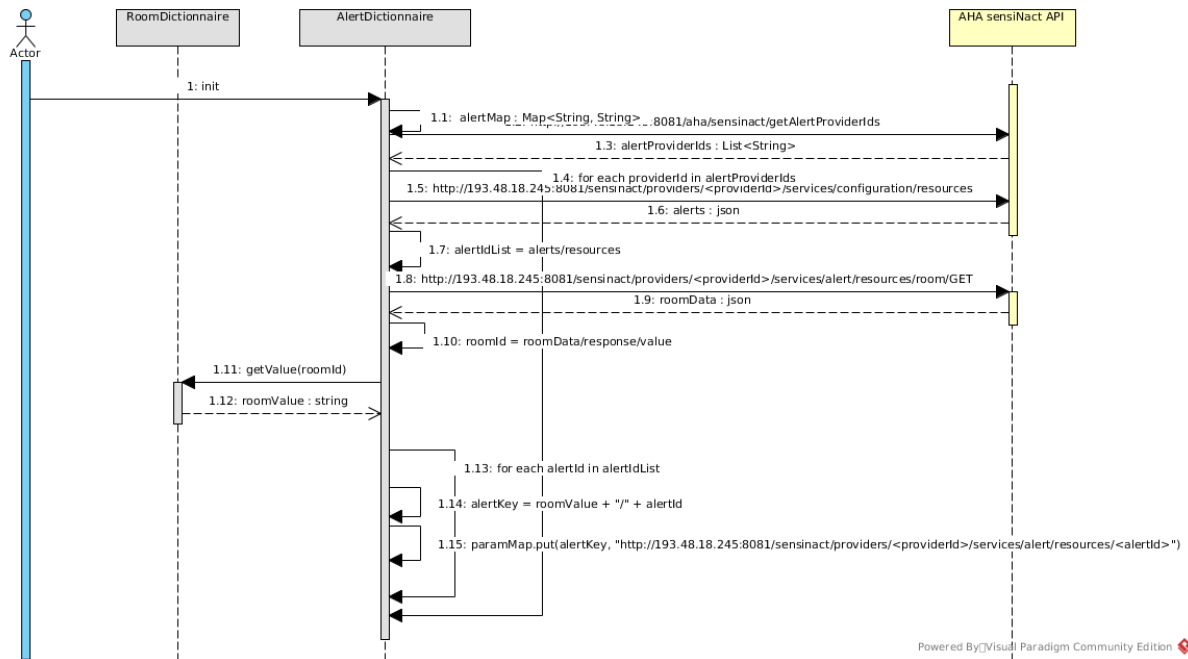 RoomDictionnaire
AlertDictionnaire
AHA sensiNact API
Actor
1: init
1.1: alertMap : Map<String, String>
:8081/aha/sensinact/getAlertProviderIds
1.3: alertProviderIds : List<String>
1.4: for each providerId in alertProviderIds
1.5: http://193.48.18.245:8081/sensinact/providers/<providerId>/services/configuration/resources
1.6: alerts : json
1.7: alertIdList = alerts/resources
1.8: http://193.48.18.245:8081/sensinact/providers/<providerId>/services/alert/resources/room/GET
1.9: roomData : json
1.10: roomId = roomData/response/value
1.11: getValue(roomId)
1.12: roomValue : string
1.13: for each alertId in alertIdList
1.14: alertKey = roomValue + "/" + alertId
1.15: paramMap.put(alertKey, "http://193.48.18.245:8081/sensinact/providers/<providerId>/services/alert/resources/<alertId>")
Powered By Visual Paradigm Community Edition